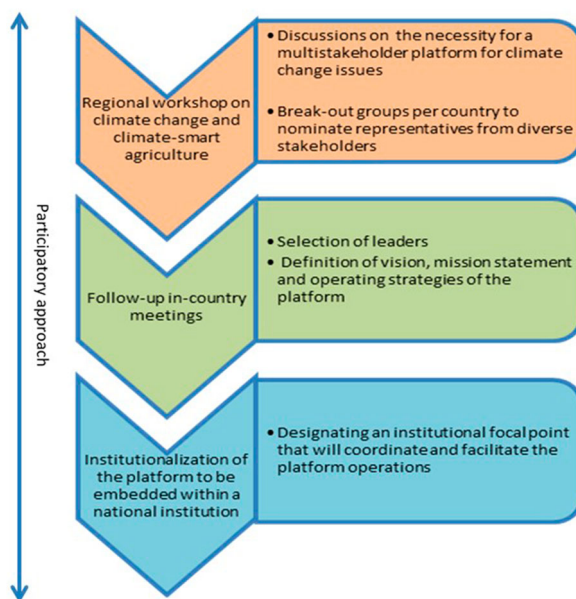 Participatory approach
Regional workshop on
climate change and
climate-smart
agriculture
• Discussions on the necessity for a
multistakeholder platform for climate
change issues
• Break-out groups per country to
nominate representatives from diverse
stakeholders
Follow-up in-country
meetings
• Selection of leaders
• Definition of vision, mission statement
and operating strategies of the
platform
Institutionalization of
the platform to be
embedded within a
national institution
• Designating an institutional focal point
that will coordinate and facilitate the
platform operations